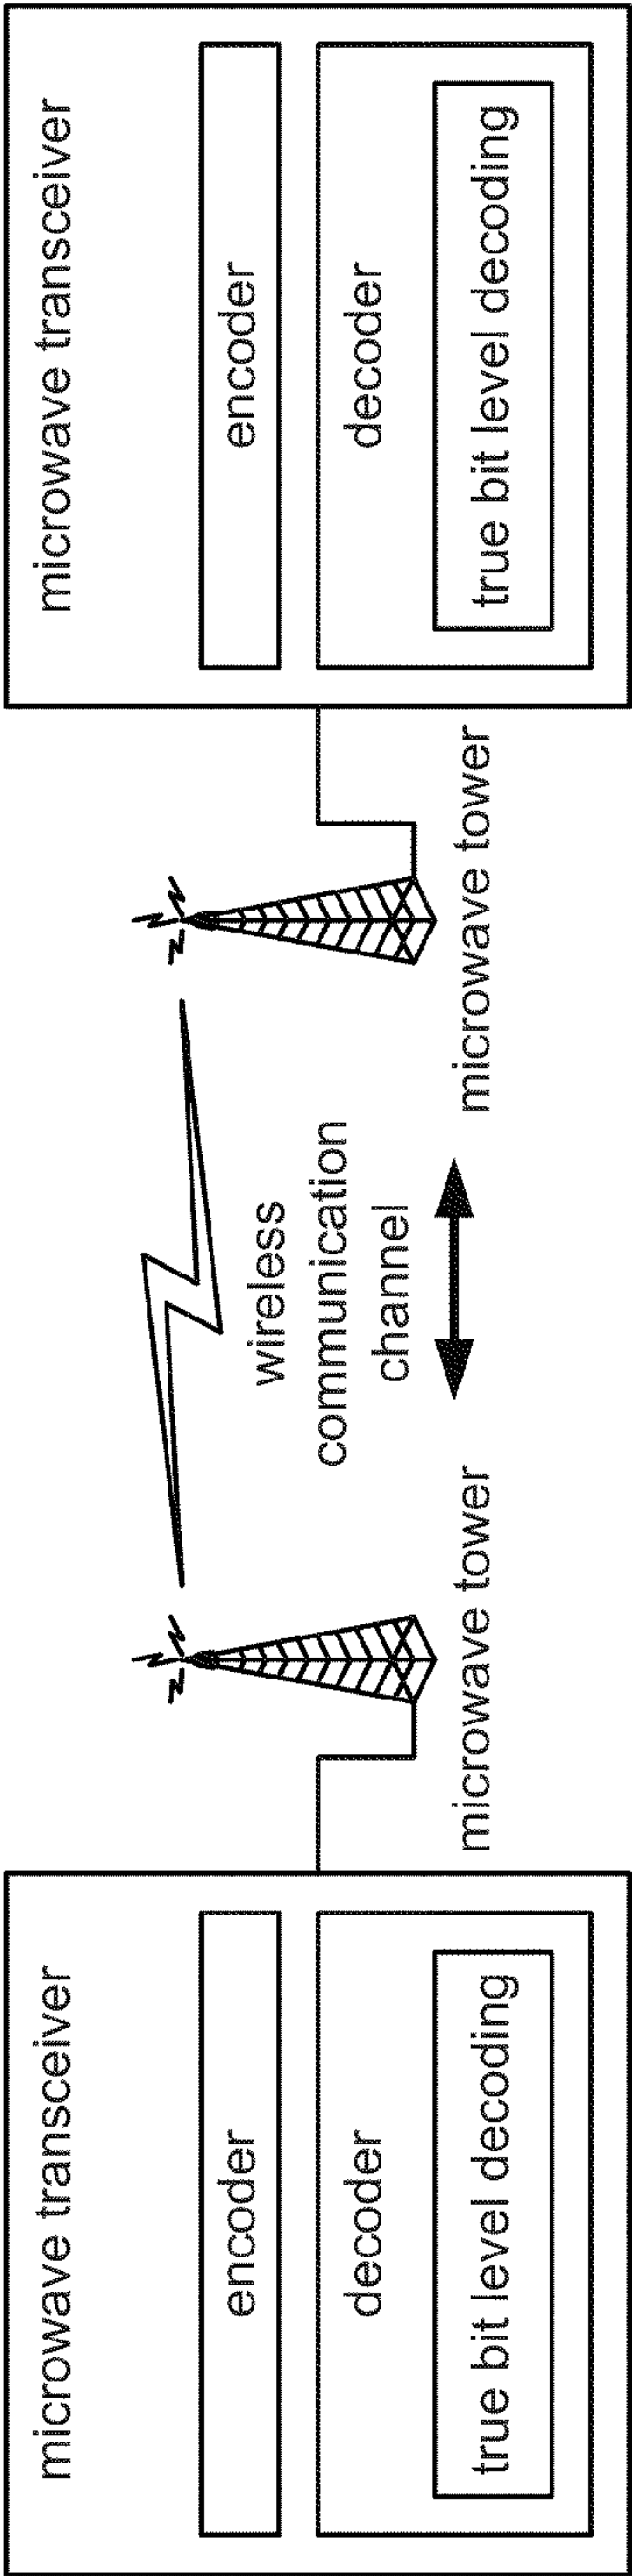 microwave transceiver
encoder
decoder
true bit level decoding
microwave tower
wireless
communication
channel
microwave tower
microwave transceiver
encoder
decoder
true bit level decoding